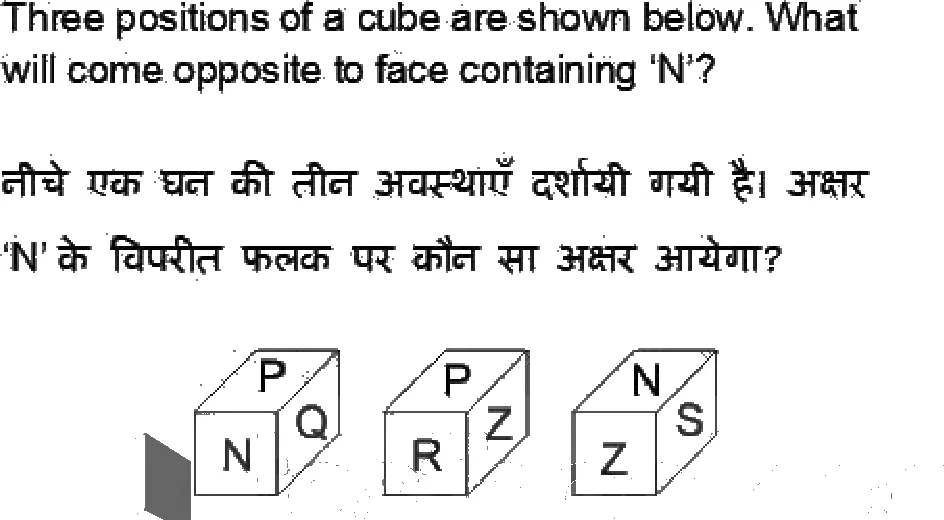 Three positions of a cube are shown below. What
will come opposite to face containing 'N'?
नीचे एक घन की तीन अवस्थाएँ दर्शायी गयी है। अक्षर
'N' के विपरीत फलक पर कौन सा अक्षर आयेगा?
P P N
Q Z S
N R Z